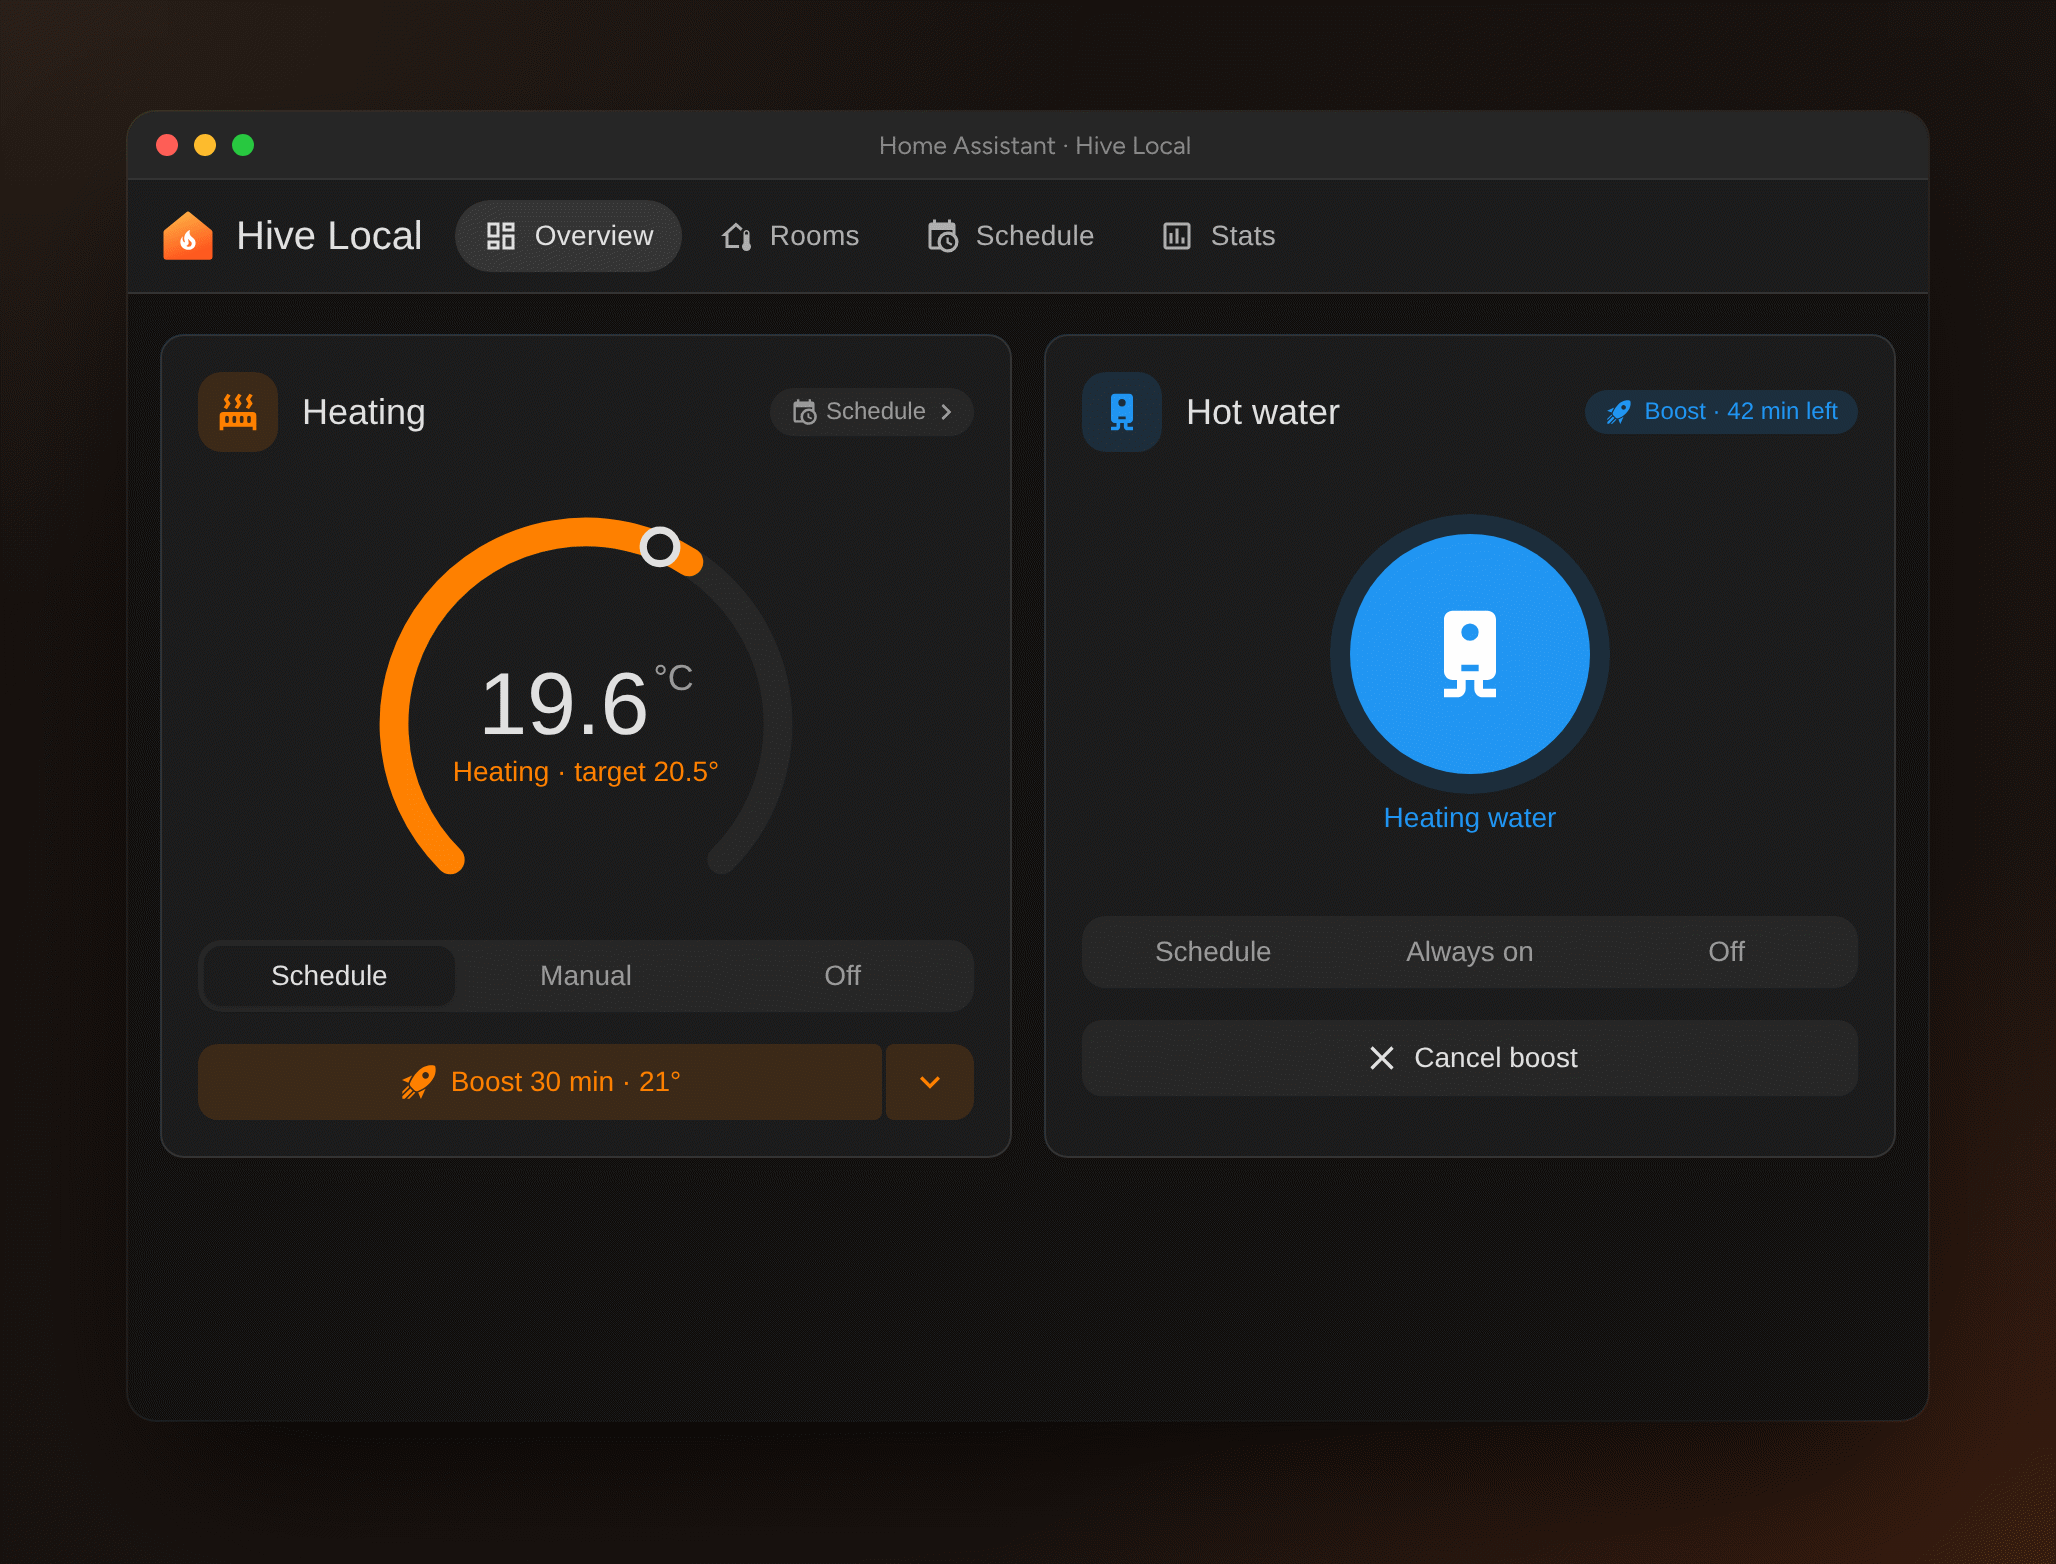 Home Assistant · Hive Local
Hive Local
Overview
Rooms
Schedule
Stats
Heating
Schedule
19.6 °C
Heating · target 20.5°
Schedule
Manual
Off
Boost 30 min · 21°
Hot water
Boost · 42 min left
Heating water
Schedule
Always on
Off
Cancel boost